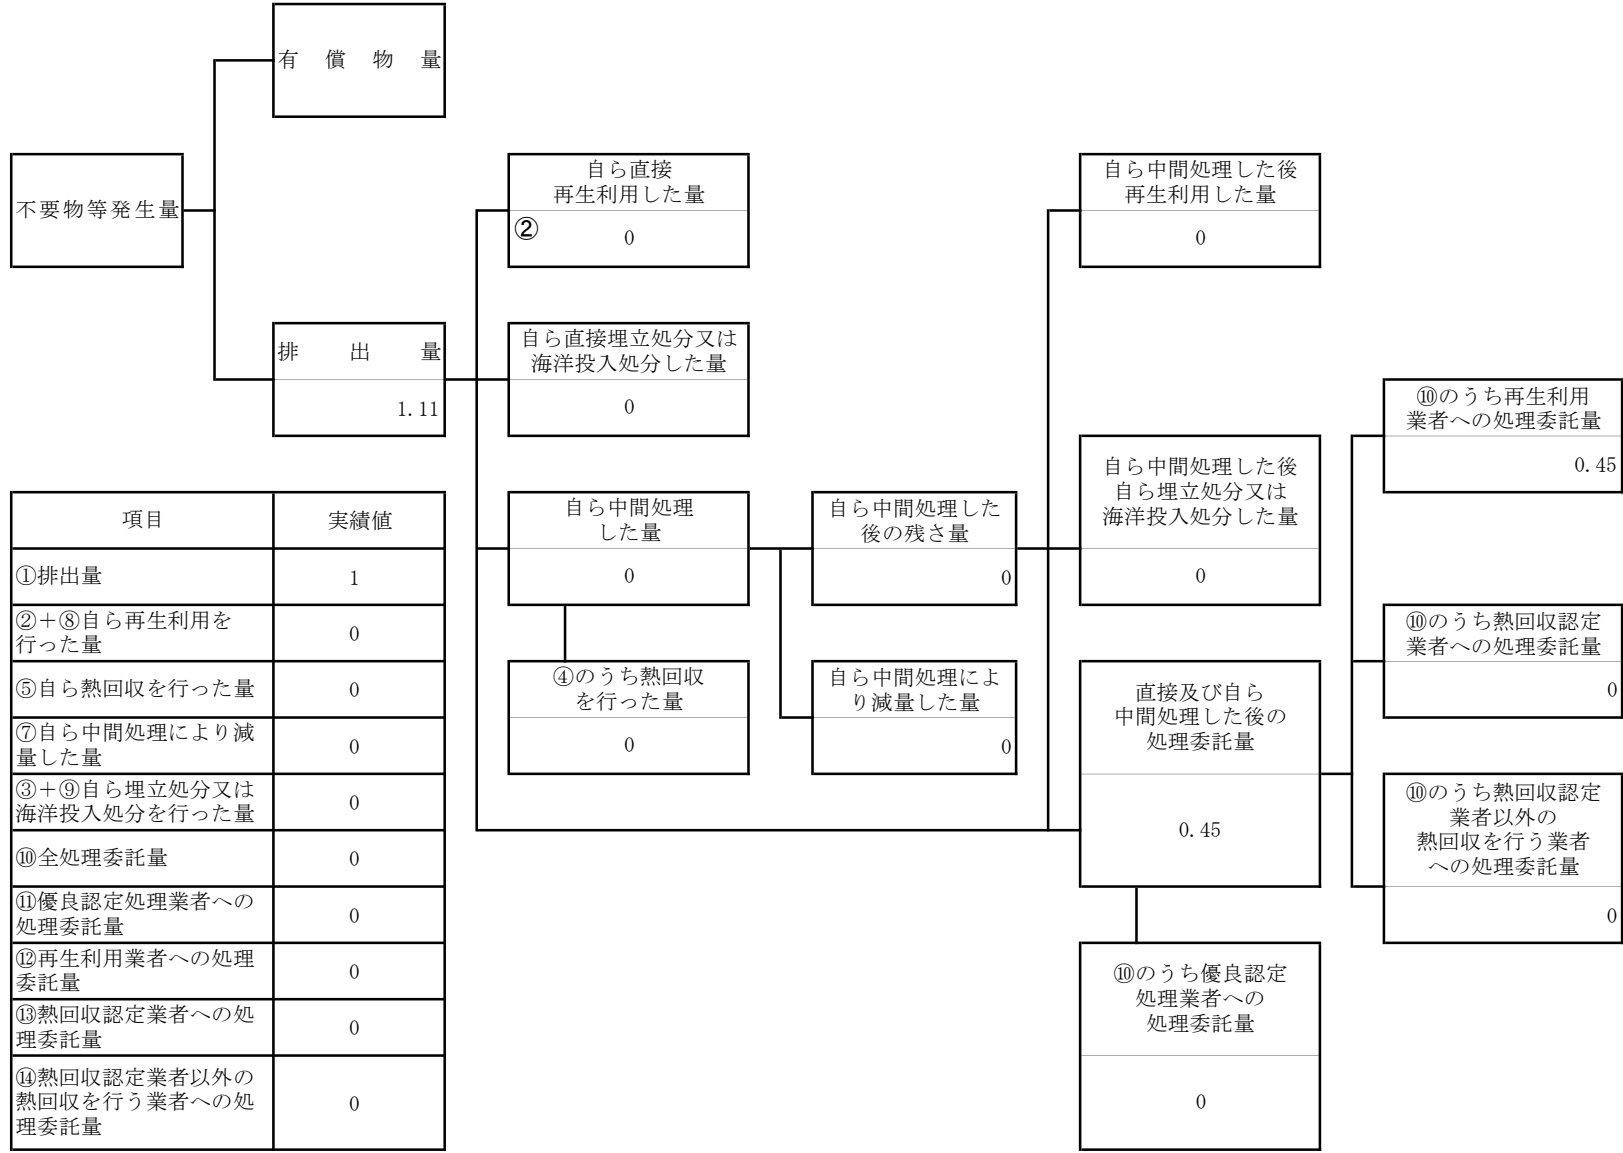 有償物量
不要物等発生量
排出量
1.11
自ら直接
再生利用した量
②
0
自ら直接埋立処分又は
海洋投入処分した量
0
自ら中間処理
した量
0
④のうち熱回収
を行った量
0
自ら中間処理した
後の残さ量
0
自ら中間処理によ
り減量した量
0
自ら中間処理した後
再生利用した量
0
自ら中間処理した後
自ら埋立処分又は
海洋投入処分した量
0
直接及び自ら
中間処理した後の
処理委託量
0.45
⑩のうち優良認定
処理業者への
処理委託量
0
⑩のうち再生利用
業者への処理委託量
0.45
⑩のうち熱回収認定
業者への処理委託量
0
⑩のうち熱回収認定
業者以外の
熱回収を行う業者
への処理委託量
0
項目 実績値
①排出量 1
②＋⑧自ら再生利用を
行った量 0
⑤自ら熱回収を行った量 0
⑦自ら中間処理により減
量した量 0
③＋⑨自ら埋立処分又は
海洋投入処分を行った量 0
⑩全処理委託量 0
⑪優良認定処理業者への
処理委託量 0
⑫再生利用業者への処理
委託量 0
⑬熱回収認定業者への処
理委託量 0
⑭熱回収認定業者以外の
熱回収を行う業者への処
理委託量 0